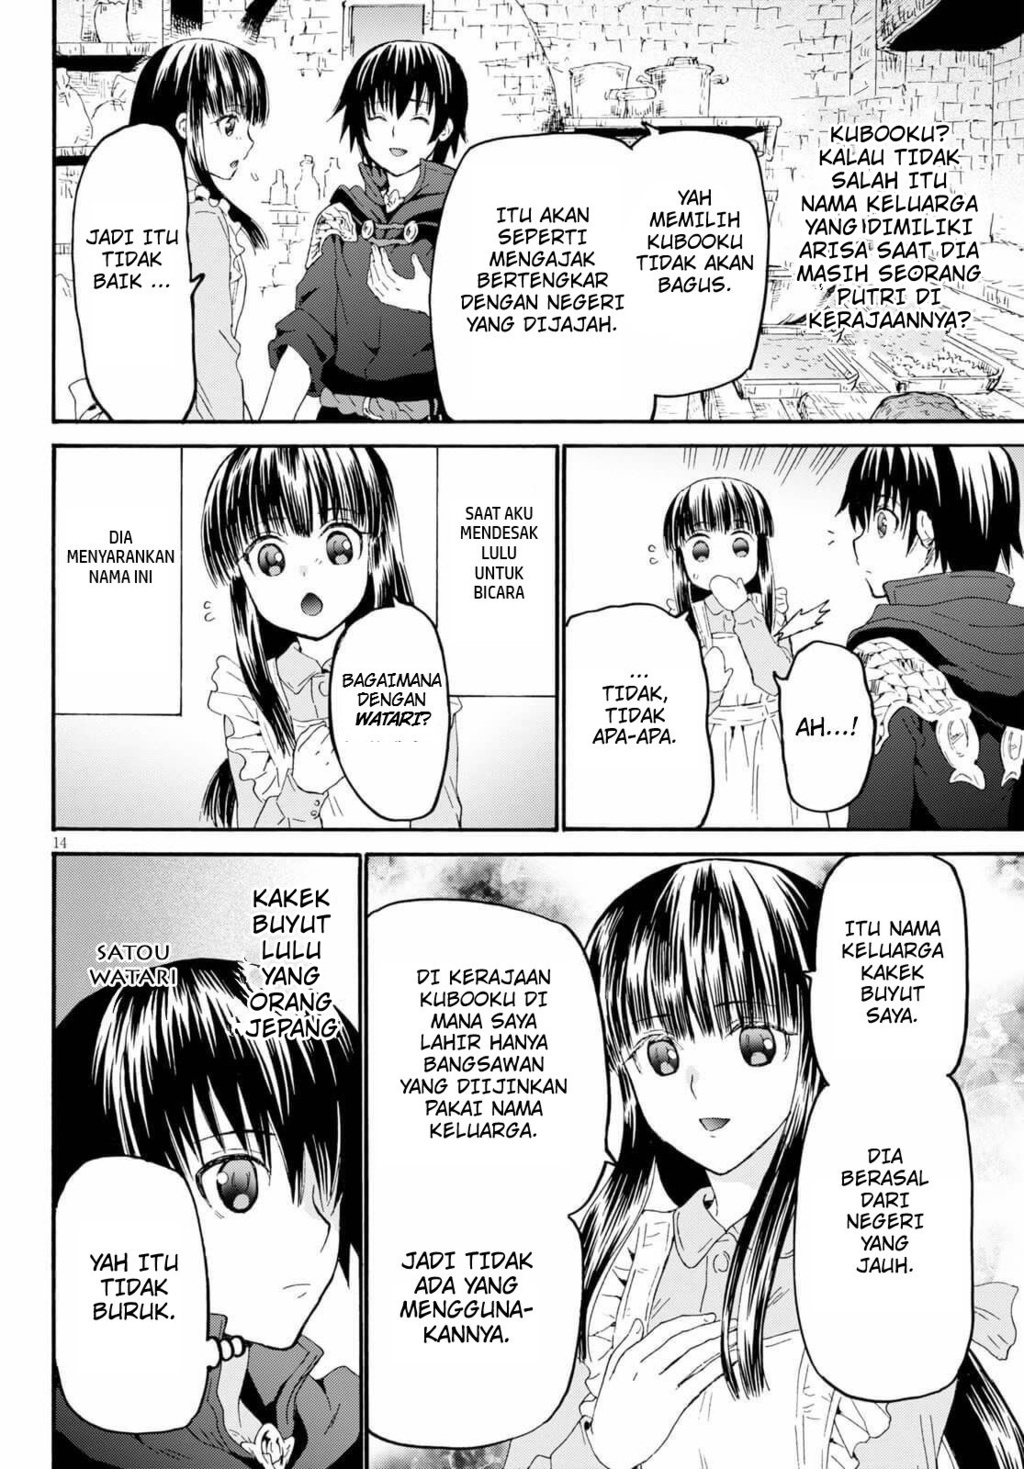 KUBOOKU?
KALAU TIDAK
SALAH ITU
NAMA KELUARGA
YANG DIMILIKI
ARISA SAAT DIA
MASIH SEORANG
PUTRI DI
KERAJAANNYA?
YAH
MEMILIH
KUBOOKU
TIDAK AKAN
BAGUS.
ITU AKAN
SEPERTI
MENGAJAK
BERTENGKAR
DENGAN NEGERI
YANG DIJAJAH.
JADI ITU
TIDAK
BAIK ...
AH...!
...
TIDAK,
TIDAK
APA-APA.
SAAT AKU
MENDESAK
LULU
UNTUK
BICARA
BAGAIMANA
DENGAN
WATARI?
DIA
MENYARANKAN
NAMA INI
14
ITU NAMA
KELUARGA
KAKEK
BUYUT
SAYA.
DIA
BERASAL
DARI
NEGERI
YANG
JAUH.
DI KERAJAAN
KUBOOKU DI
MANA SAYA
LAHIR HANYA
BANGSAWAN
YANG DIIJINKAN
PAKAI NAMA
KELUARGA.
JADI TIDAK
ADA YANG
MENGGUNA-
KANNYA.
KAKEK
BUYUT
LULU
YANG
ORANG
JEPANG
SATOU
WATARI
YAH ITU
TIDAK
BURUK.